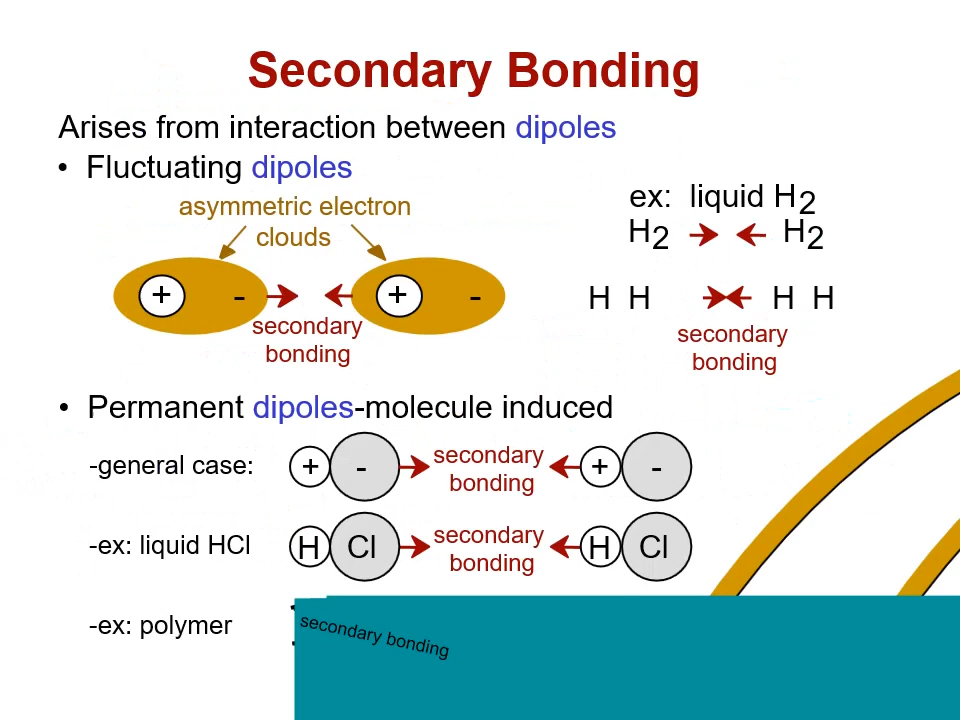 Secondary Bonding
Arises from interaction between dipoles
• Fluctuating dipoles
asymmetric electron
clouds
+ - + -
secondary
bonding
ex: liquid H2
H2 H2
H H H H
secondary
bonding
• Permanent dipoles-molecule induced
-general case:
+ - secondary bonding + -
-ex: liquid HCl
H Cl secondary bonding H Cl
-ex: polymer
secondary bonding